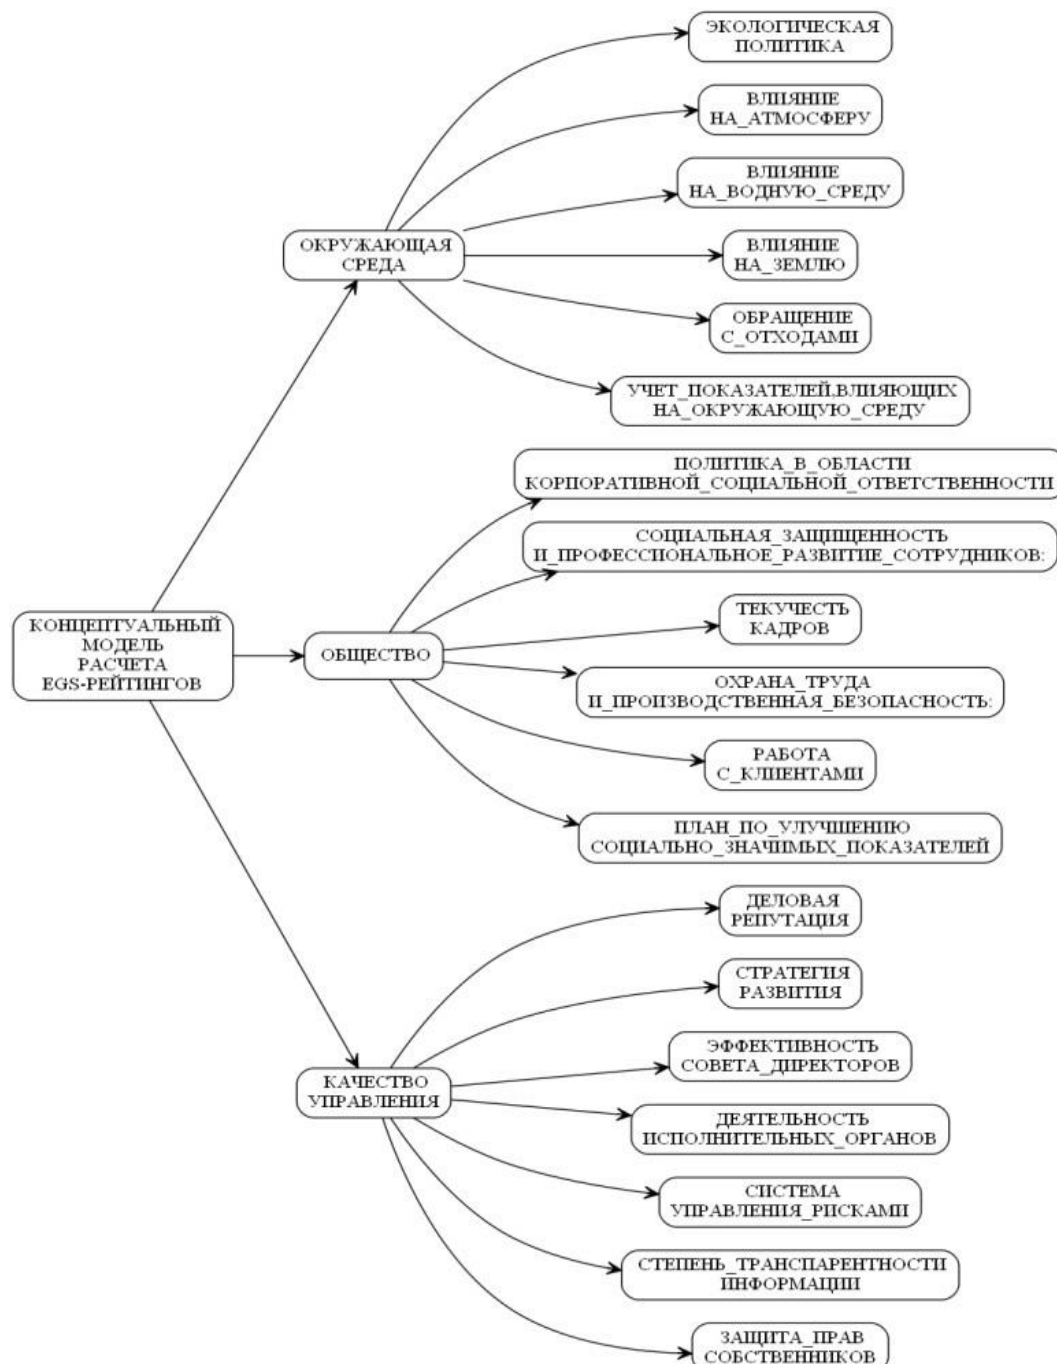 ЭКОЛОГИЧЕСКАЯ
ПОЛИТИКА
ВЛИЯНИЕ
НА_АТМОСФЕРУ
ВЛИЯНИЕ
НА_ВОДНУЮ_СРЕДУ
ОКРУЖАЮЩАЯ
СРЕДА
ВЛИЯНИЕ
НА_ЗЕМЛЮ
ОБРАЩЕНИЕ
С_ОТХОДАМИ
УЧЕТ_ПОКАЗАТЕЛЕЙ,ВЛИЯЮЩИХ
НА_ОКРУЖАЮЩУЮ_СРЕДУ
ПОЛИТИКА_В_ОБЛАСТИ
КОРПОРАТИВНОЙ_СОЦИАЛЬНОЙ_ОТВЕТСТВЕННОСТИ
СОЦИАЛЬНАЯ_ЗАЩИЩЕННОСТЬ
И_ПРОФЕССИОНАЛЬНОЕ_РАЗВИТИЕ_СОТРУДНИКОВ:
ТЕКУЧЕСТЬ
КАДРОВ
КОНЦЕПТУАЛЬНЫЙ
МОДЕЛЬ
РАСЧЕТА
EGS-РЕЙТИНГОВ
ОБЩЕСТВО
ОХРАНА_ТРУДА
И_ПРОИЗВОДСТВЕННАЯ_БЕЗОПАСНОСТЬ:
РАБОТА
С_КЛИЕНТАМИ
ПЛАН_ПО_УЛУЧШЕНИЮ
СОЦИАЛЬНО_ЗНАЧИМЫХ_ПОКАЗАТЕЛЕЙ
ДЕЛОВАЯ
РЕПУТАЦИЯ
СТРАТЕГИЯ
РАЗВИТИЯ
ЭФФЕКТИВНОСТЬ
СОВЕТА_ДИРЕКТОРОВ
КАЧЕСТВО
УПРАВЛЕНИЯ
ДЕЯТЕЛЬНОСТЬ
ИСПОЛНИТЕЛЬНЫХ_ОРГАНОВ
СИСТЕМА
УПРАВЛЕНИЯ_РИСКАМИ
СТЕПЕНЬ_ТРАНСПАРЕНТНОСТИ
ИНФОРМАЦИИ
ЗАЩИТА_ПРАВ
СОБСТВЕННИКОВ